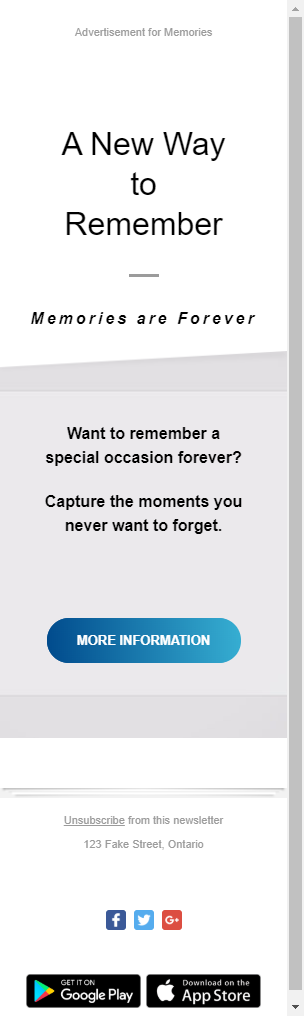 Advertisement for Memories
A New Way
to
Remember
Memories are Forever
Want to remember a
special occasion forever?
Capture the moments you
never want to forget.
MORE INFORMATION
Unsubscribe from this newsletter
123 Fake Street, Ontario
f
G+
GET IT ON
Google Play
Download on the
App Store